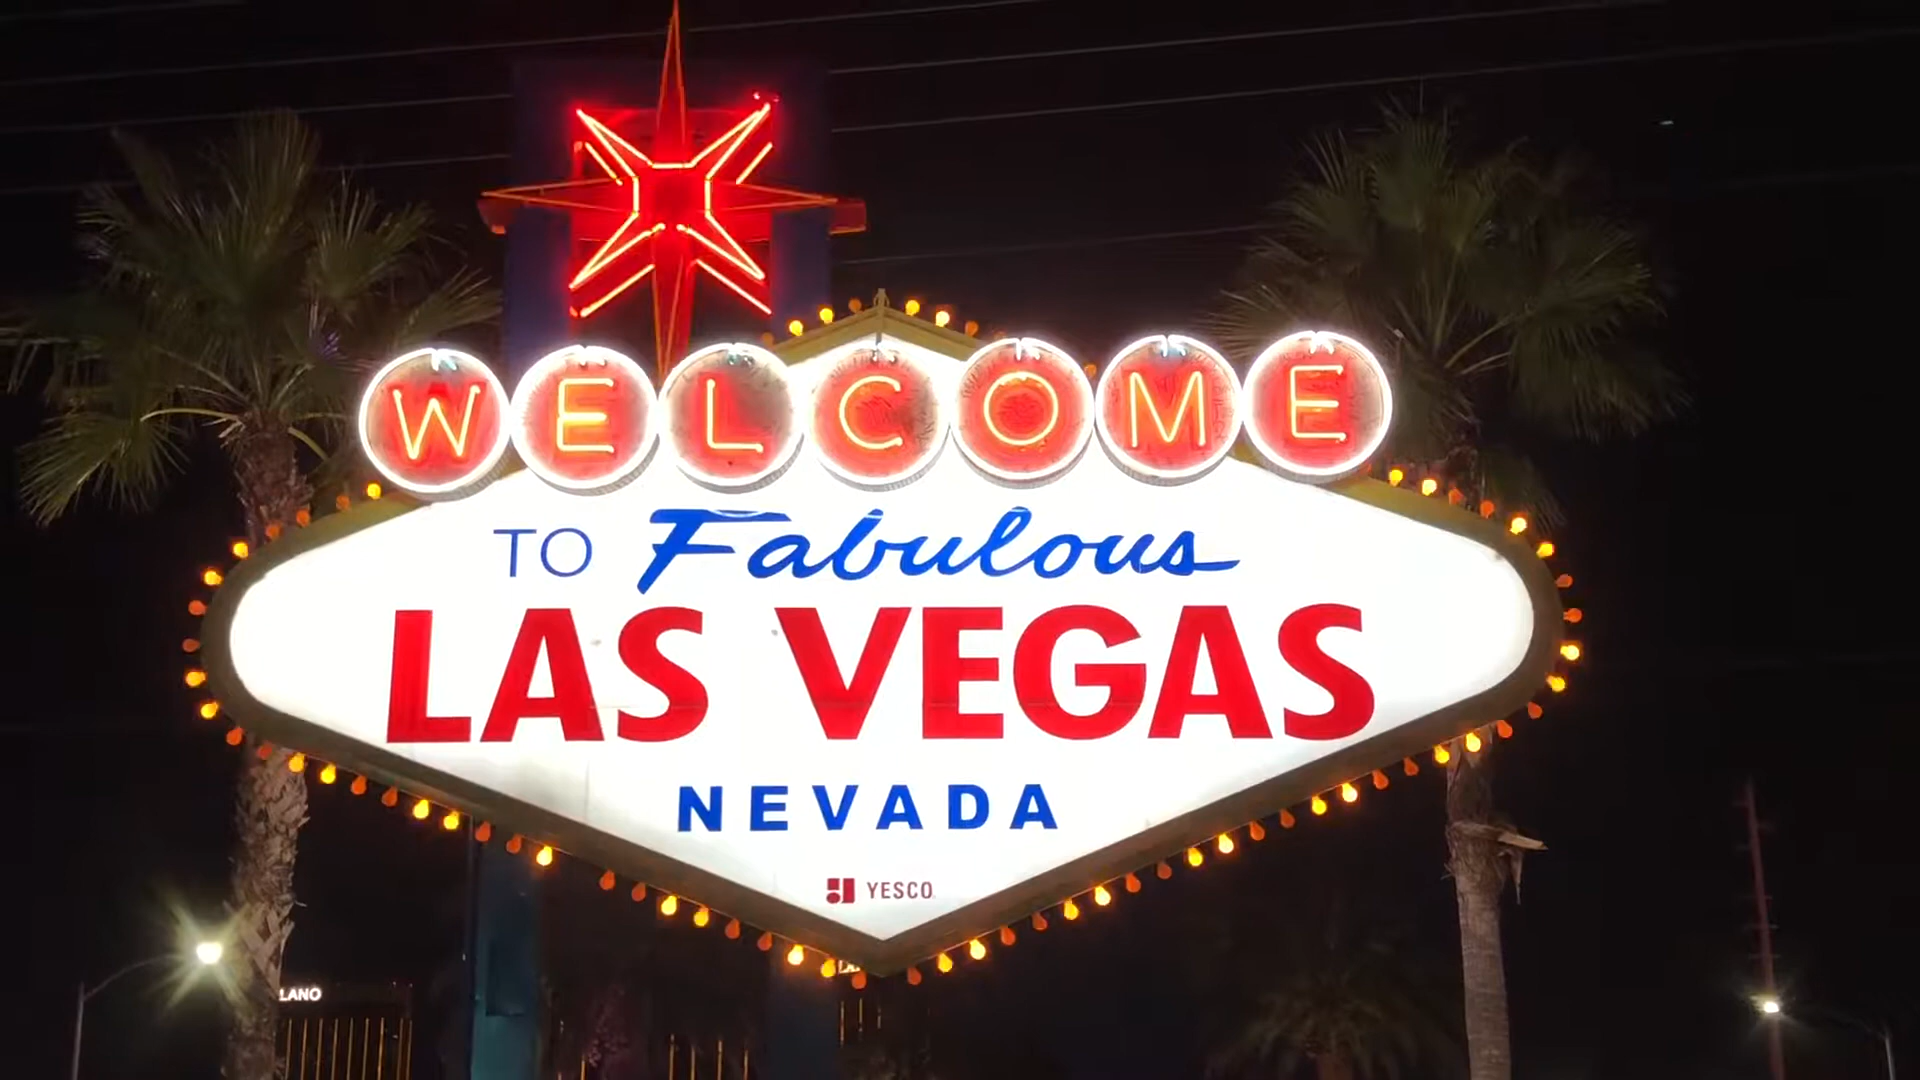 WELCOME
TO Fabulous
LAS VEGAS
NEVADA
YESCO
LANO